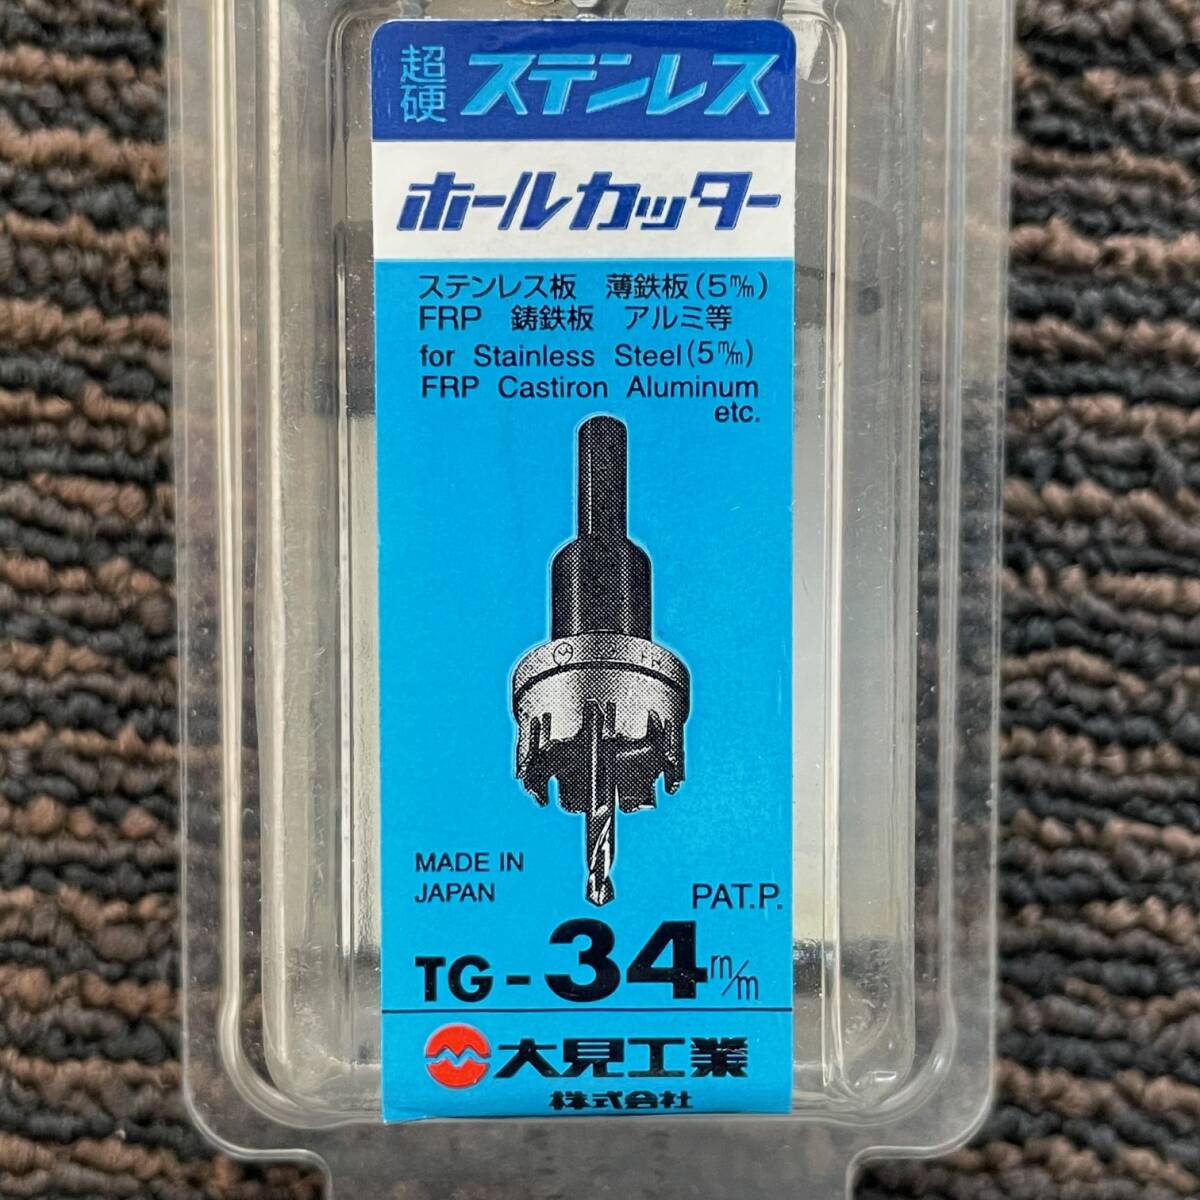 超硬 ステンレス
ホールカッター
ステンレス板 薄鉄板(5m/m)
FRP 鋳鉄板 アルミ等
for Stainless Steel(5m/m)
FRP Castiron Aluminum
etc.
MADE IN
JAPAN
PAT.P.
TG-34m/m
大見工業
株式会社